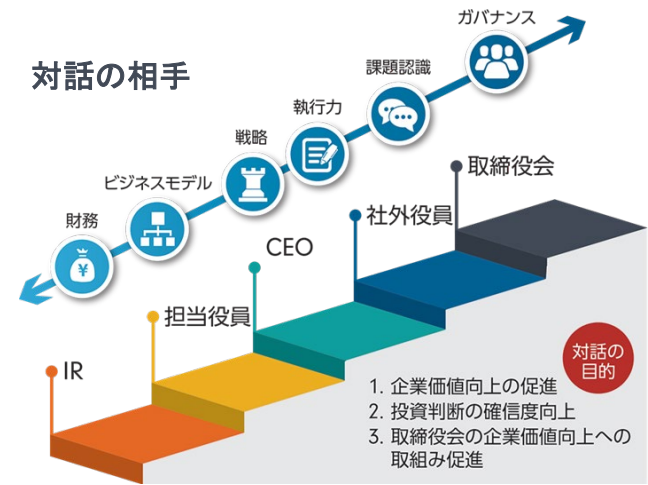 対話の相手
ガバナンス
課題認識
執行力
戦略
ビジネスモデル
財務
¥
取締役会
社外役員
CEO
担当役員
IR
対話の
目的
1. 企業価値向上の促進
2. 投資判断の確信度向上
3. 取締役会の企業価値向上への
取組み促進